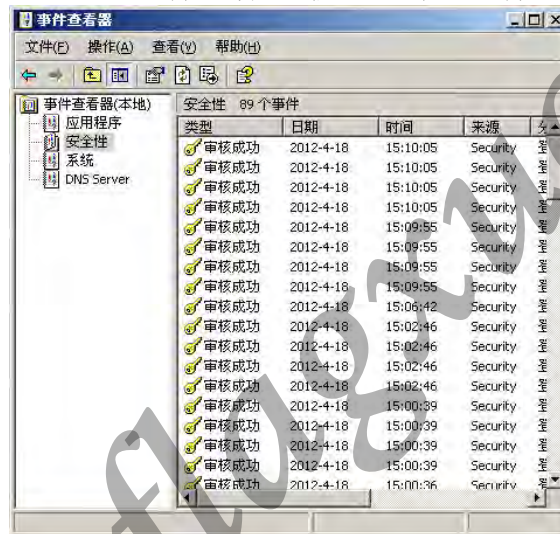 事件查看器
文件(F) 操作(A) 查看(V) 帮助(H)
事件查看器(本地)
应用程序
安全性
系统
DNS Server
安全性 89 个事件
类型 日期 时间 来源
审核成功 2012-4-18 15:10:05 Security
审核成功 2012-4-18 15:10:05 Security
审核成功 2012-4-18 15:10:05 Security
审核成功 2012-4-18 15:10:05 Security
审核成功 2012-4-18 15:09:55 Security
审核成功 2012-4-18 15:09:55 Security
审核成功 2012-4-18 15:09:55 Security
审核成功 2012-4-18 15:09:55 Security
审核成功 2012-4-18 15:06:42 Security
审核成功 2012-4-18 15:02:46 Security
审核成功 2012-4-18 15:02:46 Security
审核成功 2012-4-18 15:02:46 Security
审核成功 2012-4-18 15:02:46 Security
审核成功 2012-4-18 15:00:39 Security
审核成功 2012-4-18 15:00:39 Security
审核成功 2012-4-18 15:00:39 Security
审核成功 2012-4-18 15:00:39 Security
审核成功 2012-4-18 15:00:36 Security